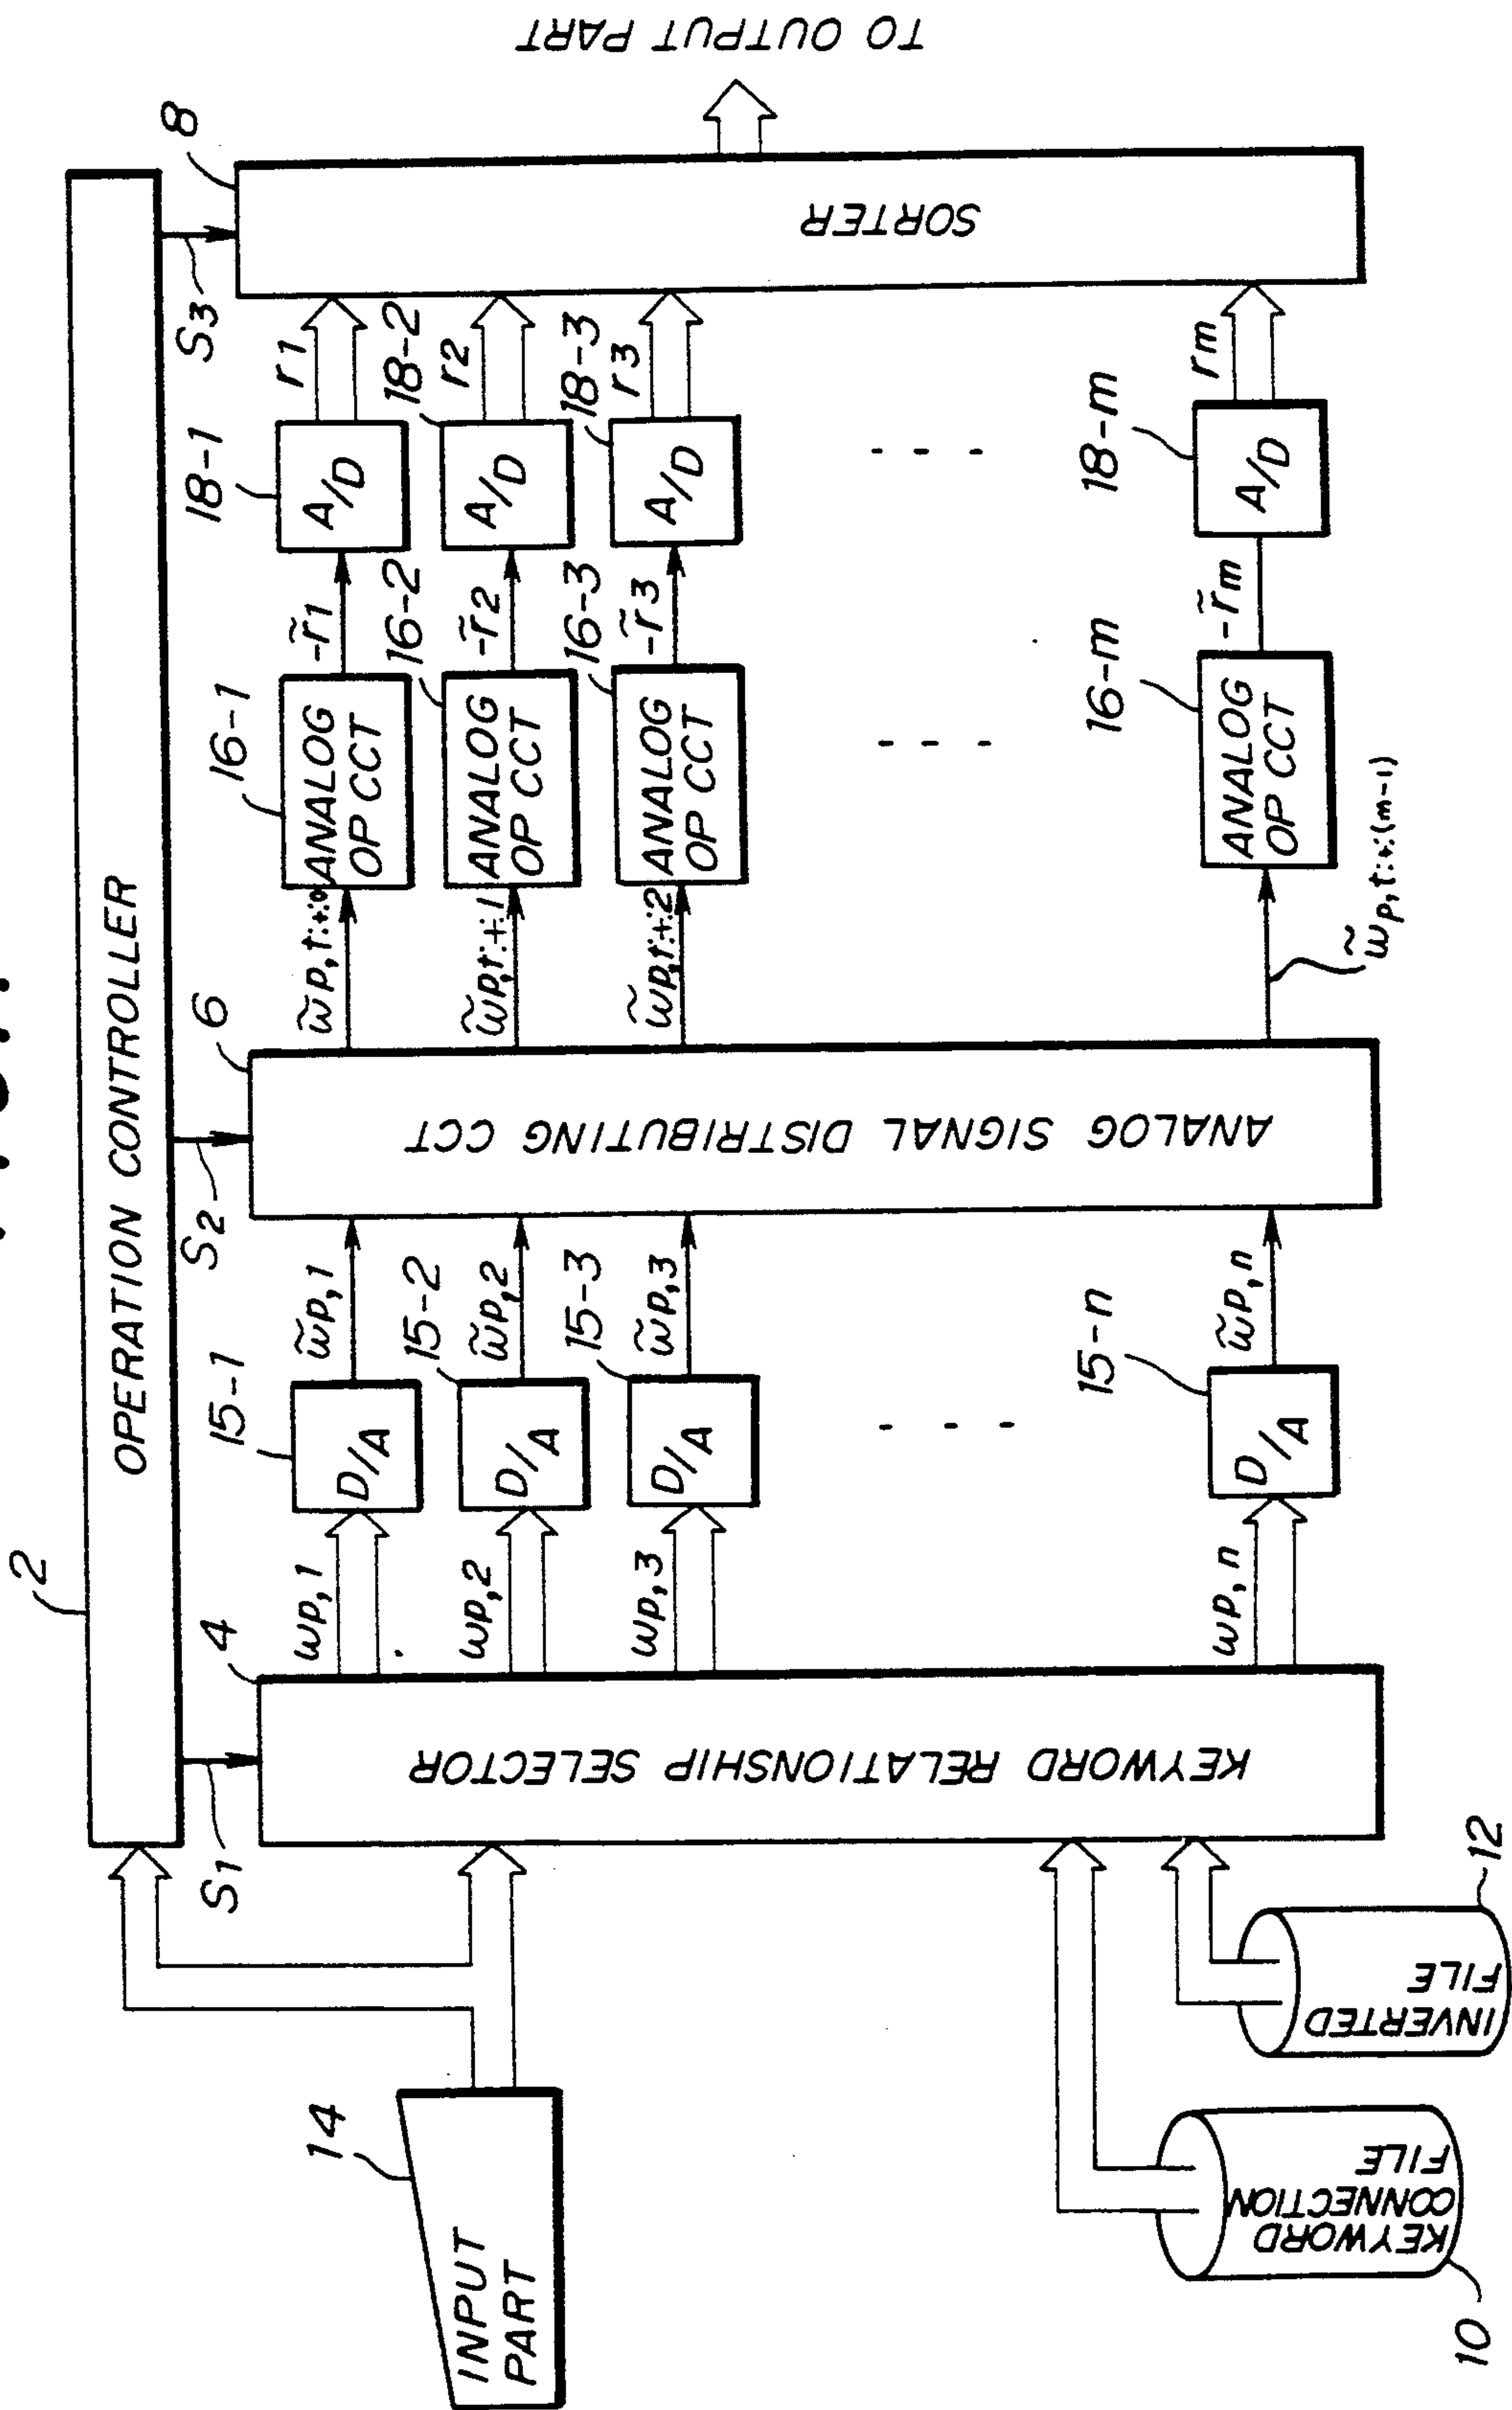 2
OPERATION CONTROLLER
14
INPUT
PART
S1
S2
S3
4
KEYWORD RELATIONSHIP SELECTOR
10
KEYWORD
CONNECTION
FILE
12
INVERTED
FILE
wp,1
wp,2
wp,3
wp,n
15-1
D/A
15-2
D/A
15-3
D/A
- - -
15-n
D/A
w̃p,1
w̃p,2
w̃p,3
w̃p,n
6
ANALOG SIGNAL DISTRIBUTING CCT
w̃p,t:+:0
w̃p,t:+:1
w̃p,t:+:2
w̃p,t:+:(m-1)
16-1
ANALOG
OP CCT
16-2
ANALOG
OP CCT
16-3
ANALOG
OP CCT
- - -
16-m
ANALOG
OP CCT
-r̃1
-r̃2
-r̃3
-r̃m
18-1
A/D
18-2
A/D
18-3
A/D
- - -
18-m
A/D
r1
r2
r3
rm
8
SORTER
TO OUTPUT PART